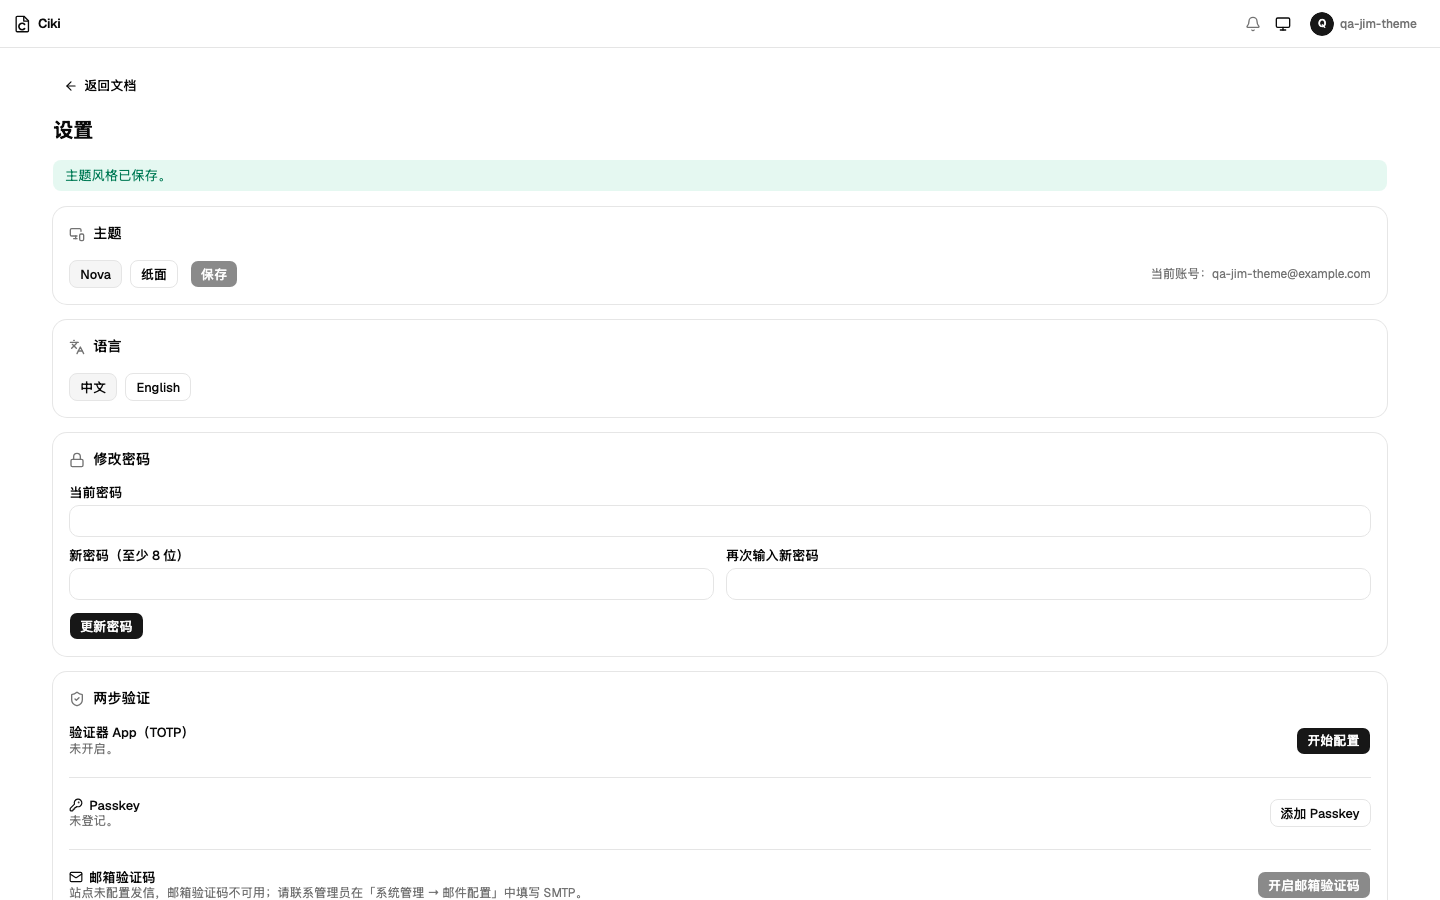 Ciki
Q qa-jim-theme
返回文档
设置
主题风格已保存。
主题
Nova 纸面 保存 当前账号：qa-jim-theme@example.com
语言
中文 English
修改密码
当前密码
新密码（至少 8 位） 再次输入新密码
更新密码
两步验证
验证器 App（TOTP）
未开启。
开始配置
Passkey
未登记。
添加 Passkey
邮箱验证码
站点未配置发信，邮箱验证码不可用；请联系管理员在「系统管理 → 邮件配置」中填写 SMTP。
开启邮箱验证码